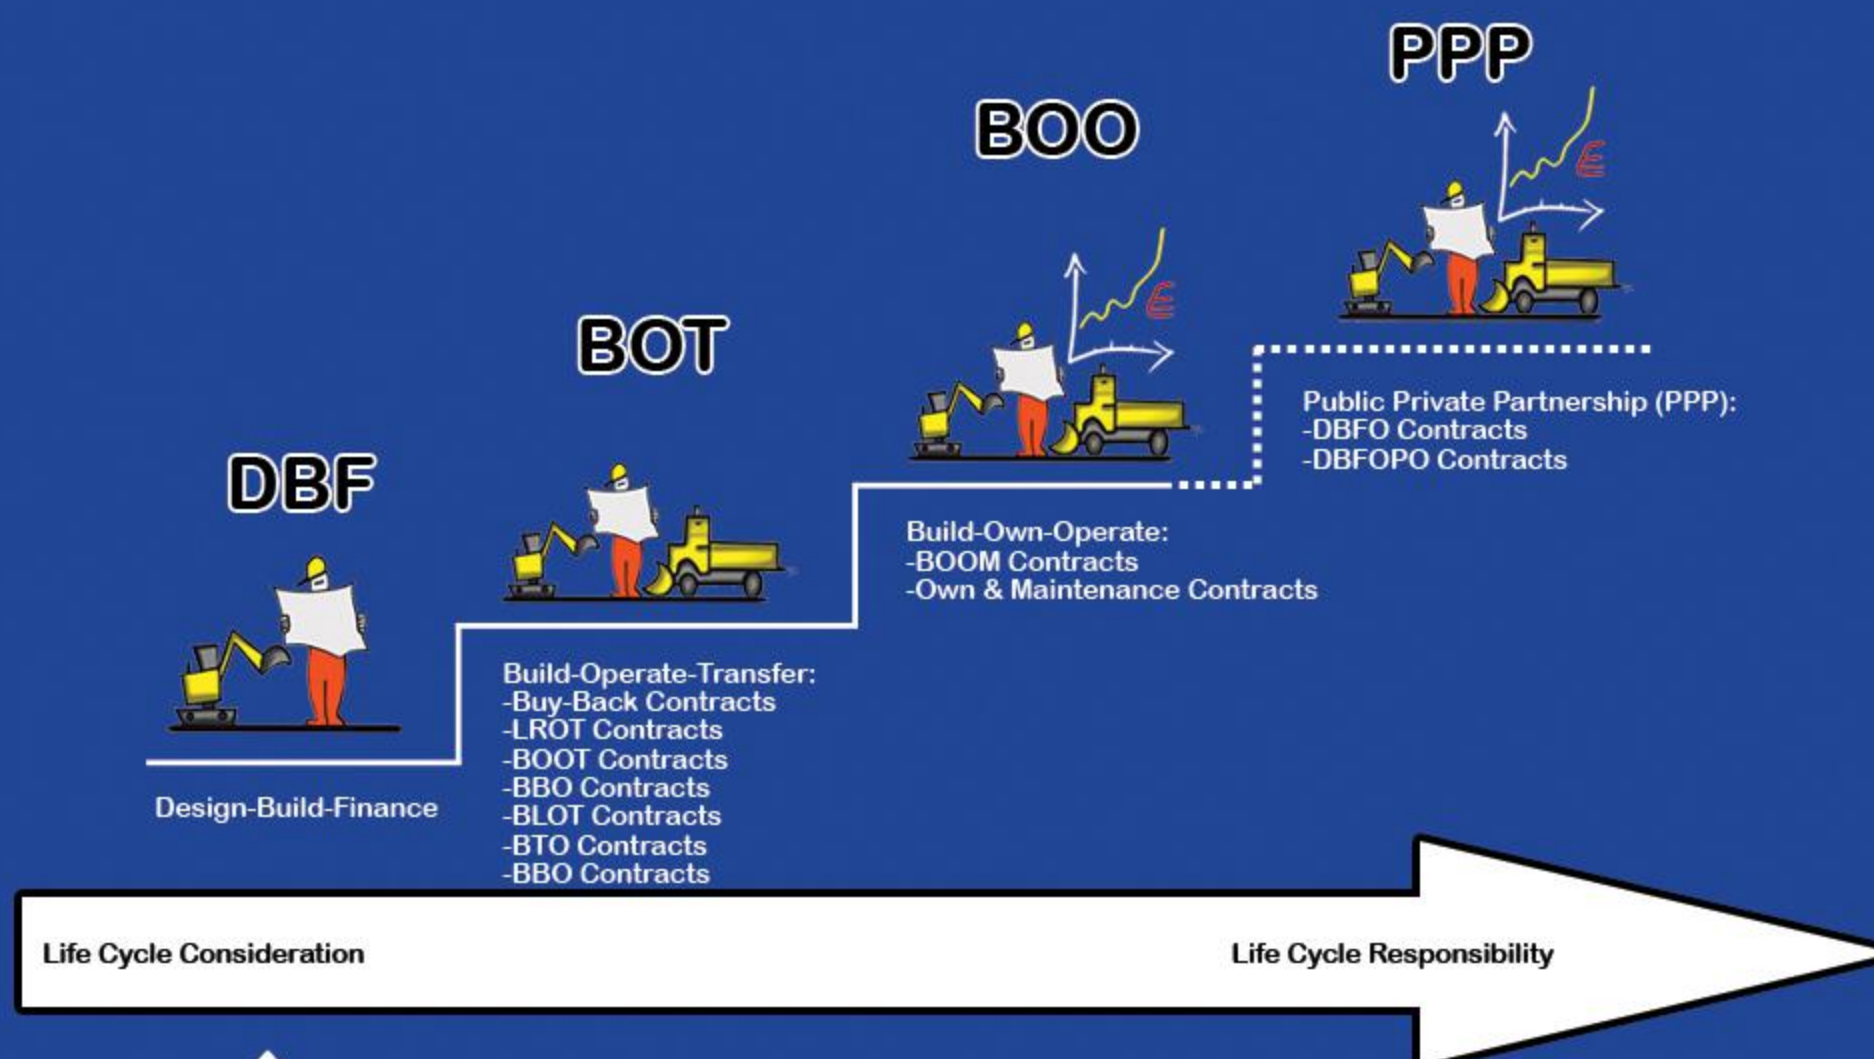 PPP
BOO
BOT
DBF
Public Private Partnership (PPP):
-DBFO Contracts
-DBFOPO Contracts
Build-Own-Operate:
-BOOM Contracts
-Own & Maintenance Contracts
Build-Operate-Transfer:
-Buy-Back Contracts
-LROT Contracts
-BOOT Contracts
-BBO Contracts
-BLOT Contracts
-BTO Contracts
-BBO Contracts
Design-Build-Finance
Life Cycle Consideration
Life Cycle Responsibility